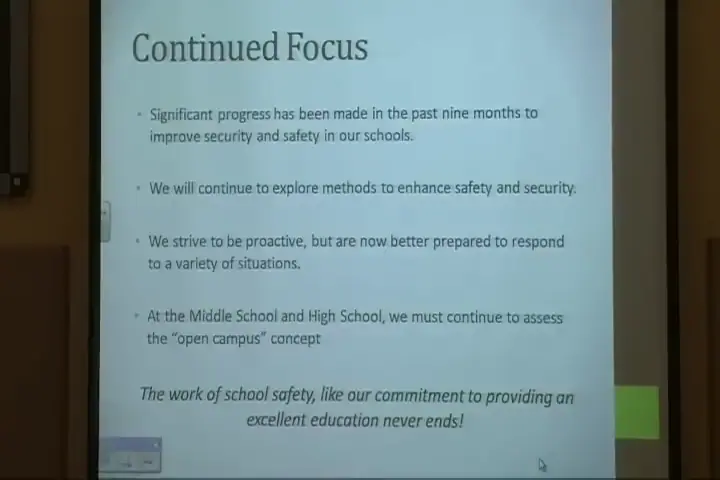 Continued Focus
• Significant progress has been made in the past nine months to
improve security and safety in our schools.
• We will continue to explore methods to enhance safety and security.
• We strive to be proactive, but are now better prepared to respond
to a variety of situations.
• At the Middle School and High School, we must continue to assess
the “open campus” concept
The work of school safety, like our commitment to providing an
excellent education never ends!